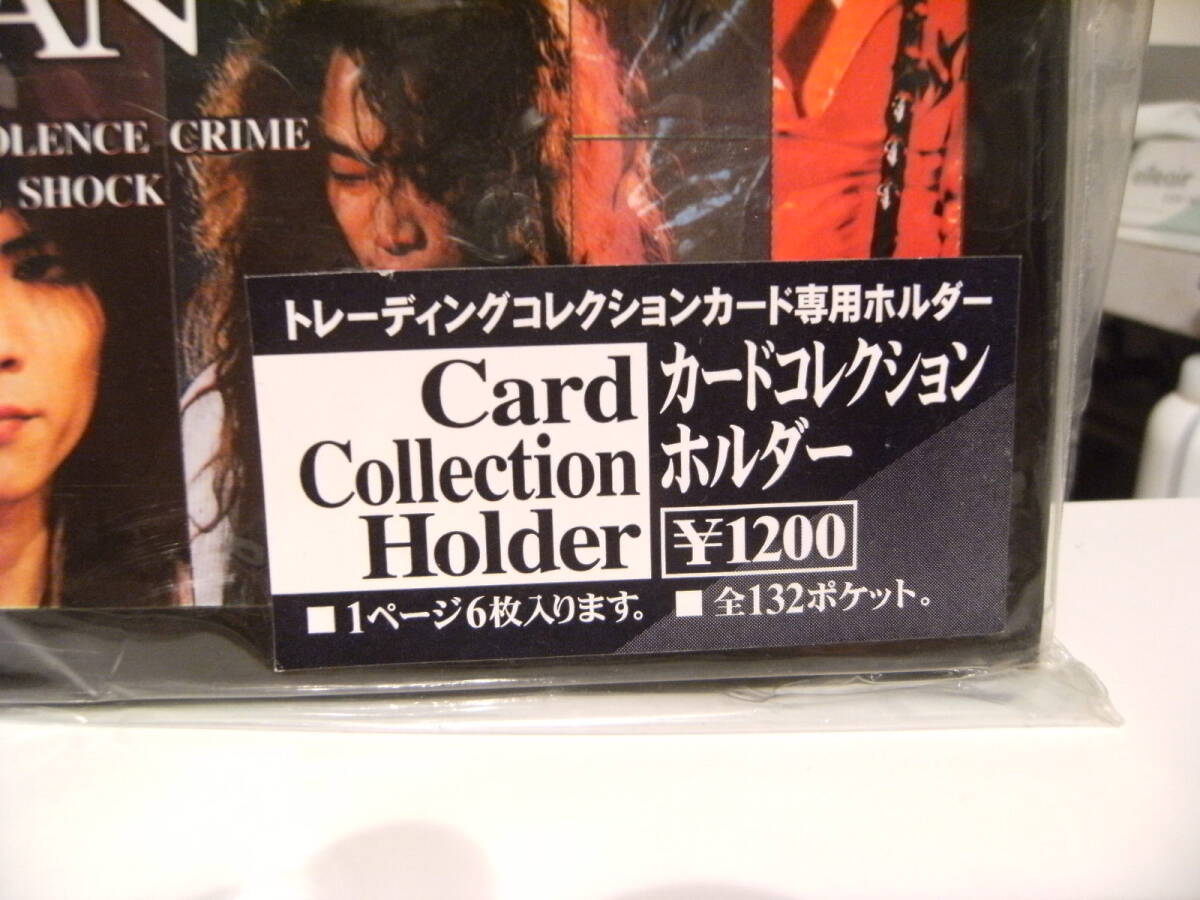 AN
OLENCE CRIME
SHOCK
トレーディングコレクションカード専用ホルダー
Card
Collection
Holder
カードコレクション
ホルダー
¥1200
■ 1ページ6枚入ります。 ■ 全132ポケット。